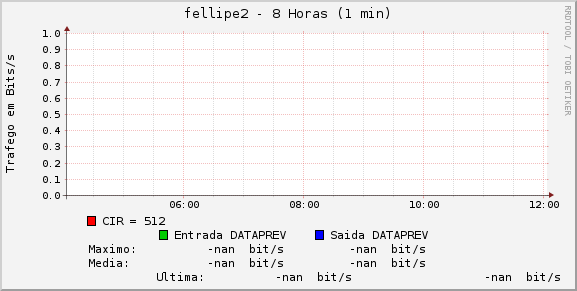 fellipe2 - 8 Horas (1 min)
RRDTOOL / TOBI OETIKER
Trafego em Bits/s
1.0
0.9
0.8
0.7
0.6
0.5
0.4
0.3
0.2
0.1
0.0
06:00 08:00 10:00 12:00
CIR = 512
Entrada DATAPREV Saida DATAPREV
Maximo: -nan bit/s -nan bit/s
Media: -nan bit/s -nan bit/s
Ultima: -nan bit/s -nan bit/s